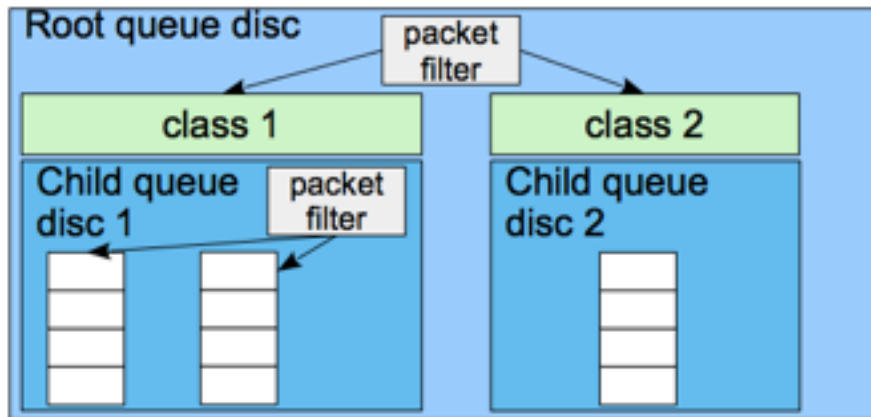 Root queue disc
packet
filter
class 1
class 2
Child queue
disc 1
packet
filter
Child queue
disc 2